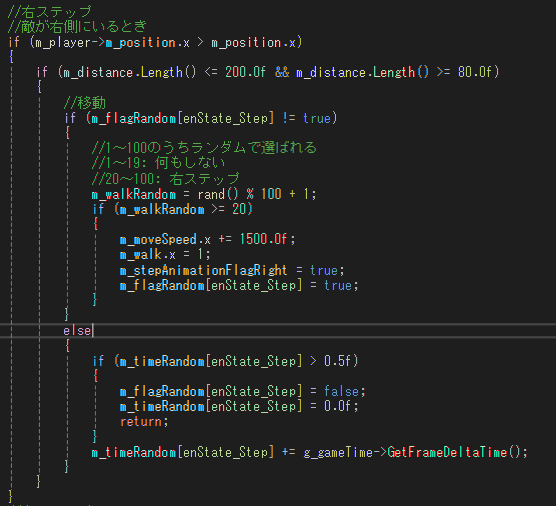 //右ステップ
//敵が右側にいるとき
if (m_player->m_position.x > m_position.x)
{
if (m_distance.Length() <= 200.0f && m_distance.Length() >= 80.0f)
{
//移動
if (m_flagRandom[enState_Step] != true)
{
//1～100のうちランダムで選ばれる
//1～19: 何もしない
//20～100: 右ステップ
m_walkRandom = rand() % 100 + 1;
if (m_walkRandom >= 20)
{
m_moveSpeed.x += 1500.0f;
m_walk.x = 1;
m_stepAnimationFlagRight = true;
m_flagRandom[enState_Step] = true;
}
}
else
{
if (m_timeRandom[enState_Step] > 0.5f)
{
m_flagRandom[enState_Step] = false;
m_timeRandom[enState_Step] = 0.0f;
return;
}
m_timeRandom[enState_Step] += g_gameTime->GetFrameDeltaTime();
}
}
}